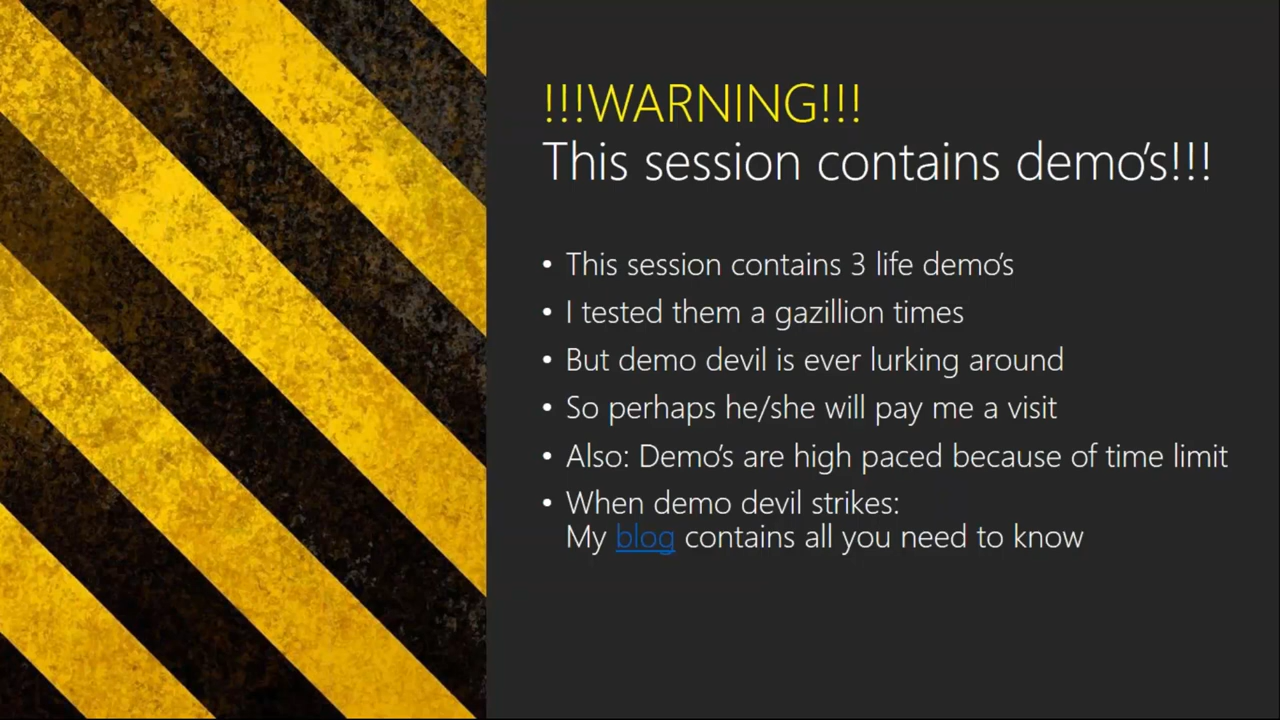 !!!WARNING!!!
This session contains demo's!!!
• This session contains 3 life demo's
• I tested them a gazillion times
• But demo devil is ever lurking around
• So perhaps he/she will pay me a visit
• Also: Demo's are high paced because of time limit
• When demo devil strikes:
My blog contains all you need to know